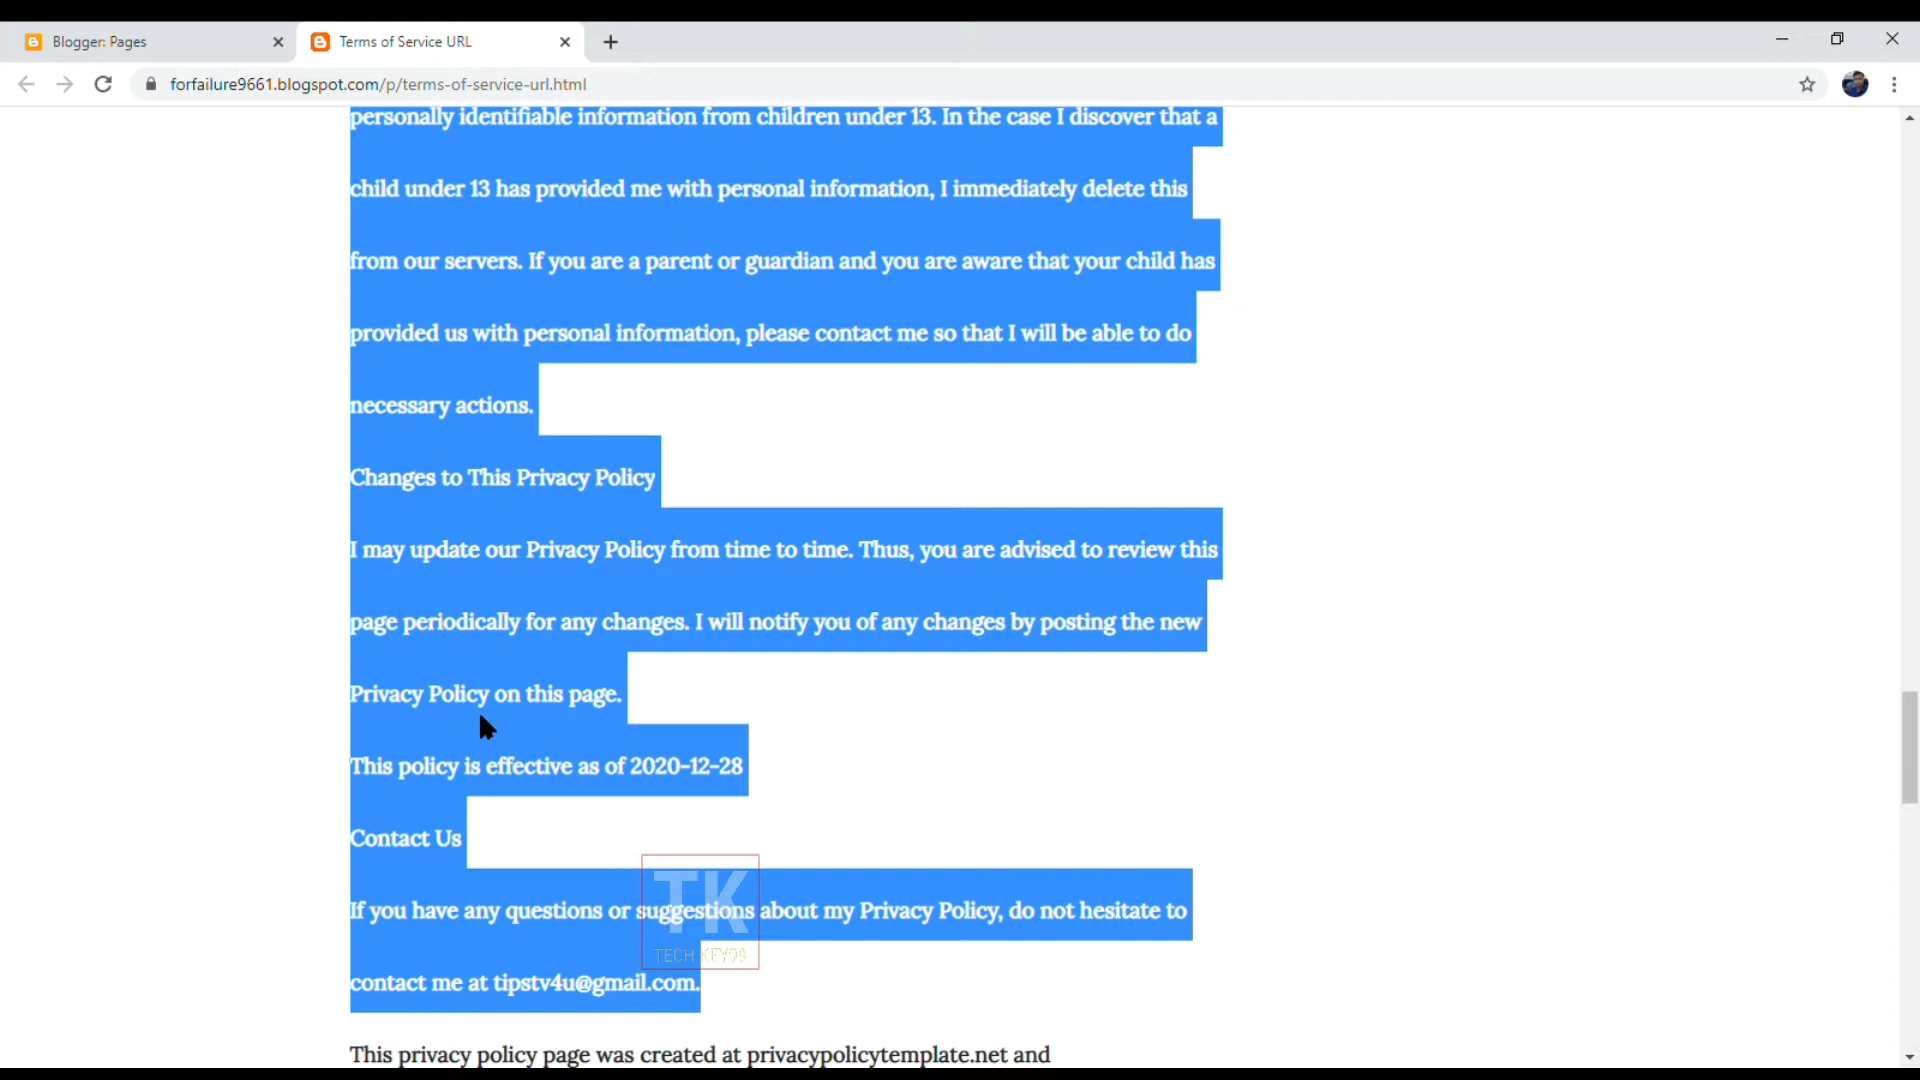 Blogger: Pages
Terms of Service URL
forfailure9661.blogspot.com/p/terms-of-service-url.html
personally identifiable information from children under 13. In the case I discover that a
child under 13 has provided me with personal information, I immediately delete this
from our servers. If you are a parent or guardian and you are aware that your child has
provided us with personal information, please contact me so that I will be able to do
necessary actions.
Changes to This Privacy Policy
I may update our Privacy Policy from time to time. Thus, you are advised to review this
page periodically for any changes. I will notify you of any changes by posting the new
Privacy Policy on this page.
This policy is effective as of 2020-12-28
Contact Us
If you have any questions or suggestions about my Privacy Policy, do not hesitate to
TK
TECH KEY99
contact me at tipstv4u@gmail.com.
This privacy policy page was created at privacypolicytemplate.net and